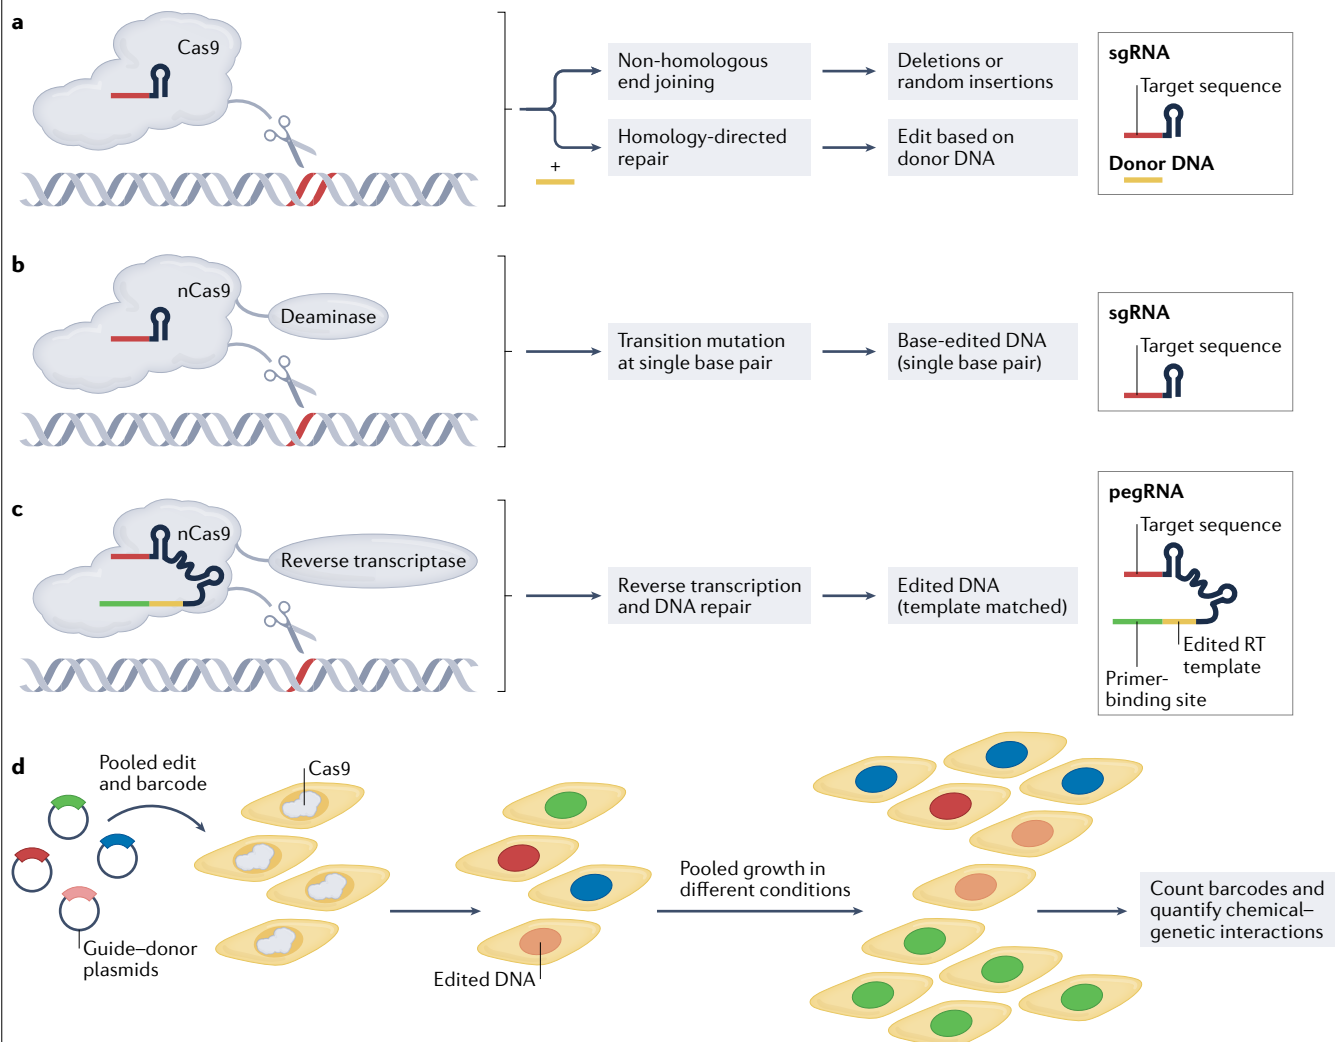 a
Cas9
Non-homologous
end joining
Deletions or
random insertions
+
Homology-directed
repair
Edit based on
donor DNA
sgRNA
Target sequence
Donor DNA
b
nCas9
Deaminase
Transition mutation
at single base pair
Base-edited DNA
(single base pair)
sgRNA
Target sequence
c
nCas9
Reverse transcriptase
Reverse transcription
and DNA repair
Edited DNA
(template matched)
pegRNA
Target sequence
Edited RT
template
Primer-
binding site
d
Pooled edit
and barcode
Guide–donor
plasmids
Cas9
Edited DNA
Pooled growth in
different conditions
Count barcodes and
quantify chemical–
genetic interactions